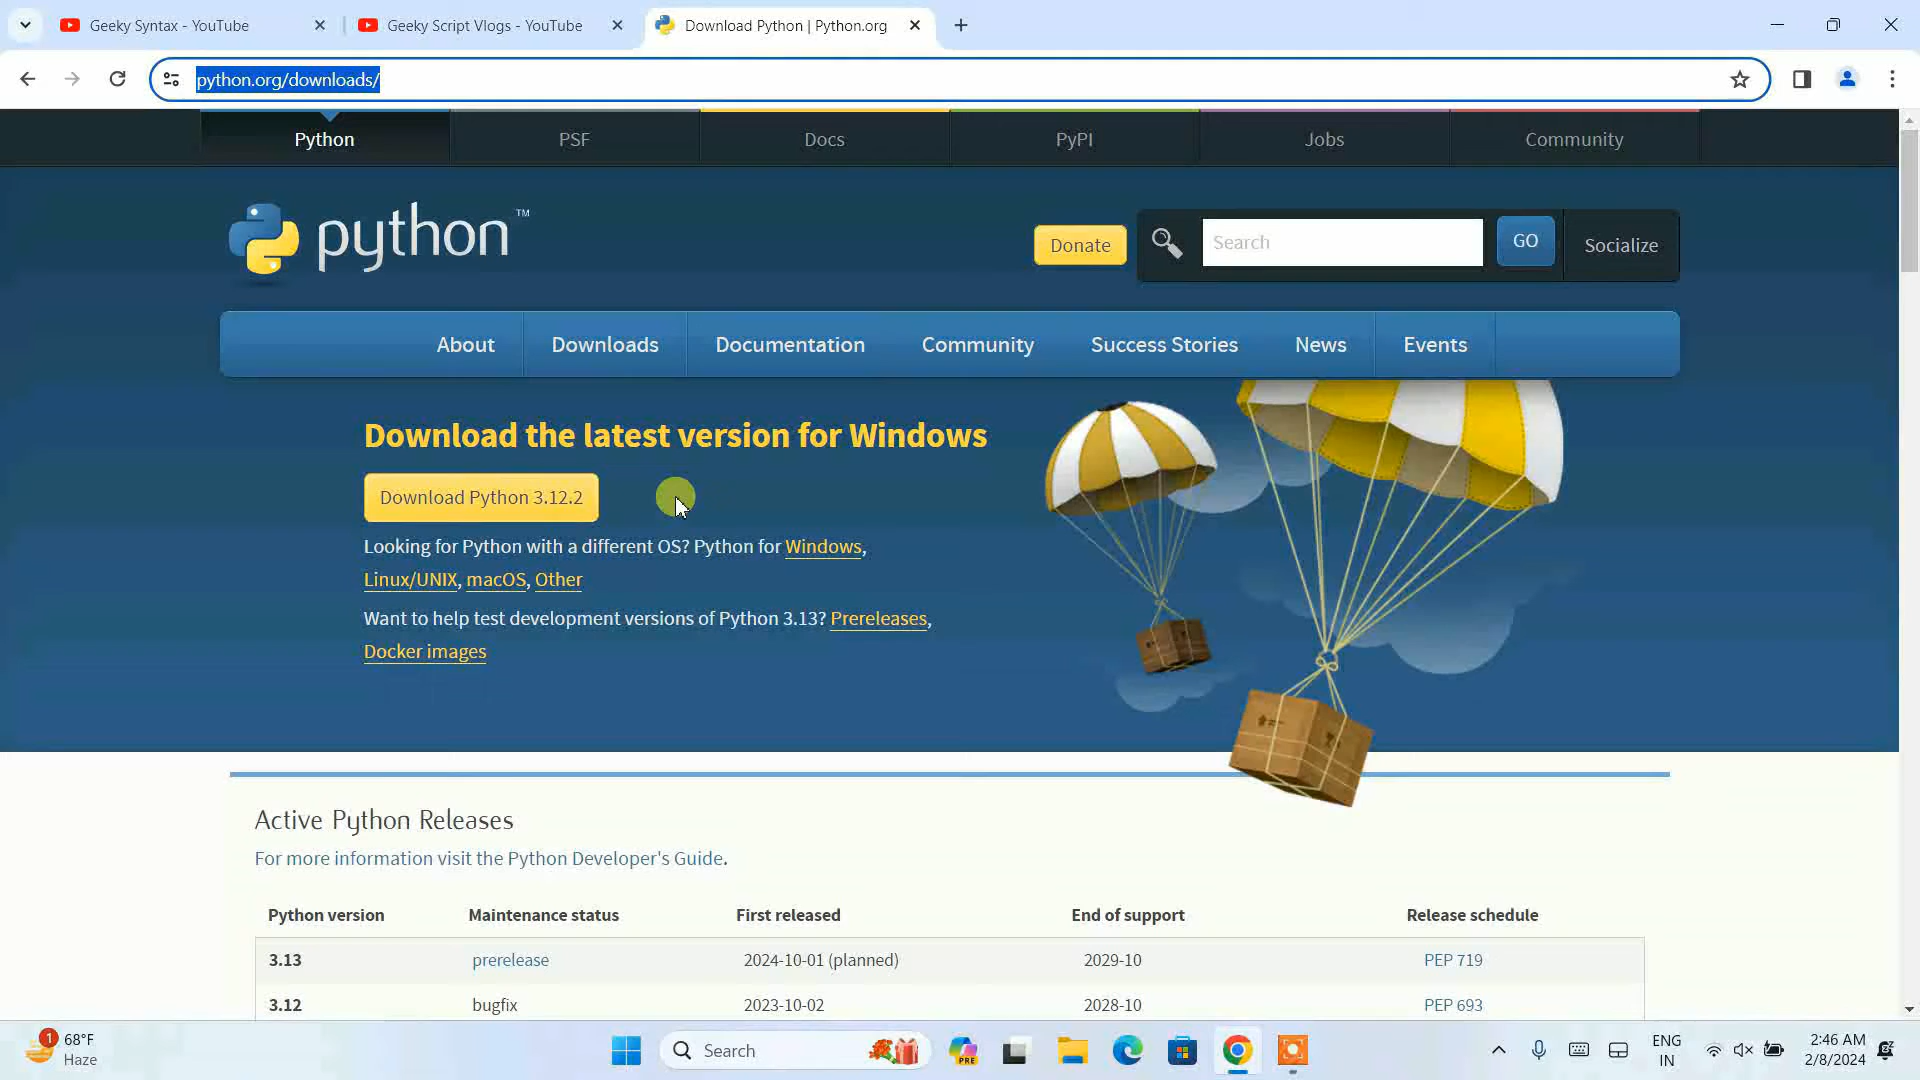 Geeky Syntax - YouTube
Geeky Script Vlogs - YouTube
Download Python | Python.org
python.org/downloads/
Python
PSF
Docs
PyPI
Jobs
Community
python™
Donate
Search
GO
Socialize
About
Downloads
Documentation
Community
Success Stories
News
Events
Download the latest version for Windows
Download Python 3.12.2
Looking for Python with a different OS? Python for Windows,
Linux/UNIX, macOS, Other
Want to help test development versions of Python 3.13? Prereleases,
Docker images
Active Python Releases
For more information visit the Python Developer's Guide.
Python version Maintenance status First released End of support Release schedule
3.13 prerelease 2024-10-01 (planned) 2029-10 PEP 719
3.12 bugfix 2023-10-02 2028-10 PEP 693
1
68°F
Haze
Search
PRE
ENG
IN
2:46 AM
2/8/2024